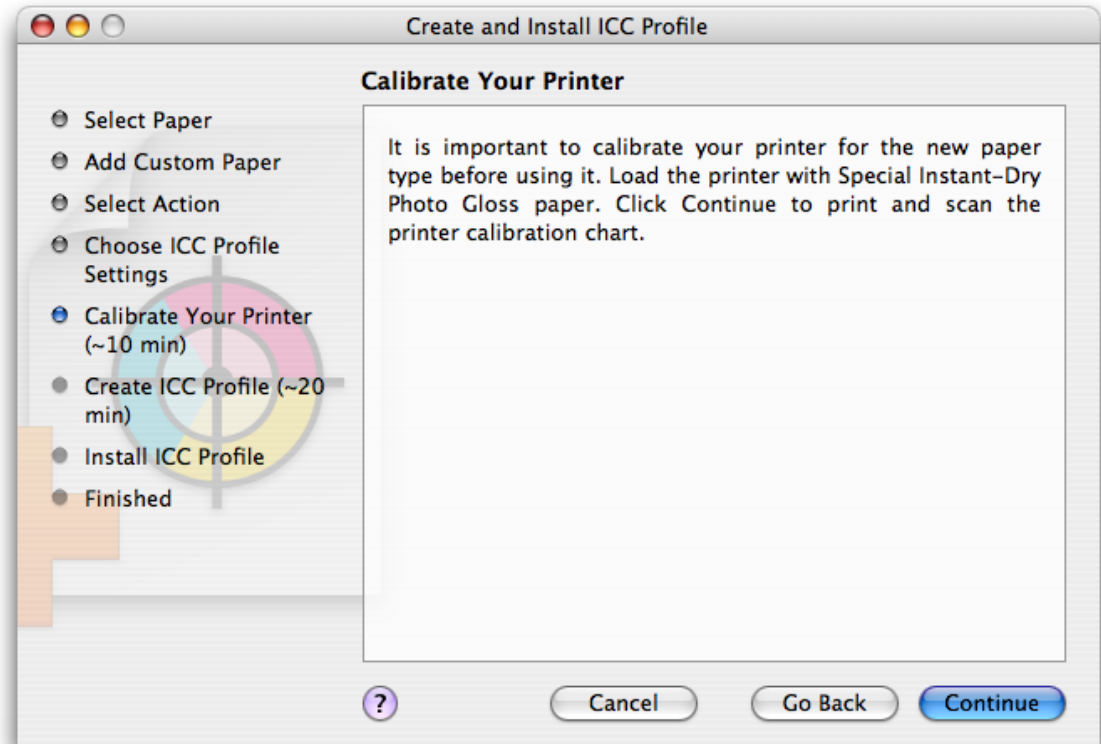 Create and Install ICC Profile
Calibrate Your Printer
Select Paper
Add Custom Paper
Select Action
Choose ICC Profile
Settings
Calibrate Your Printer
(~10 min)
Create ICC Profile (~20
min)
Install ICC Profile
Finished
It is important to calibrate your printer for the new paper
type before using it. Load the printer with Special Instant-Dry
Photo Gloss paper. Click Continue to print and scan the
printer calibration chart.
?
Cancel
Go Back
Continue